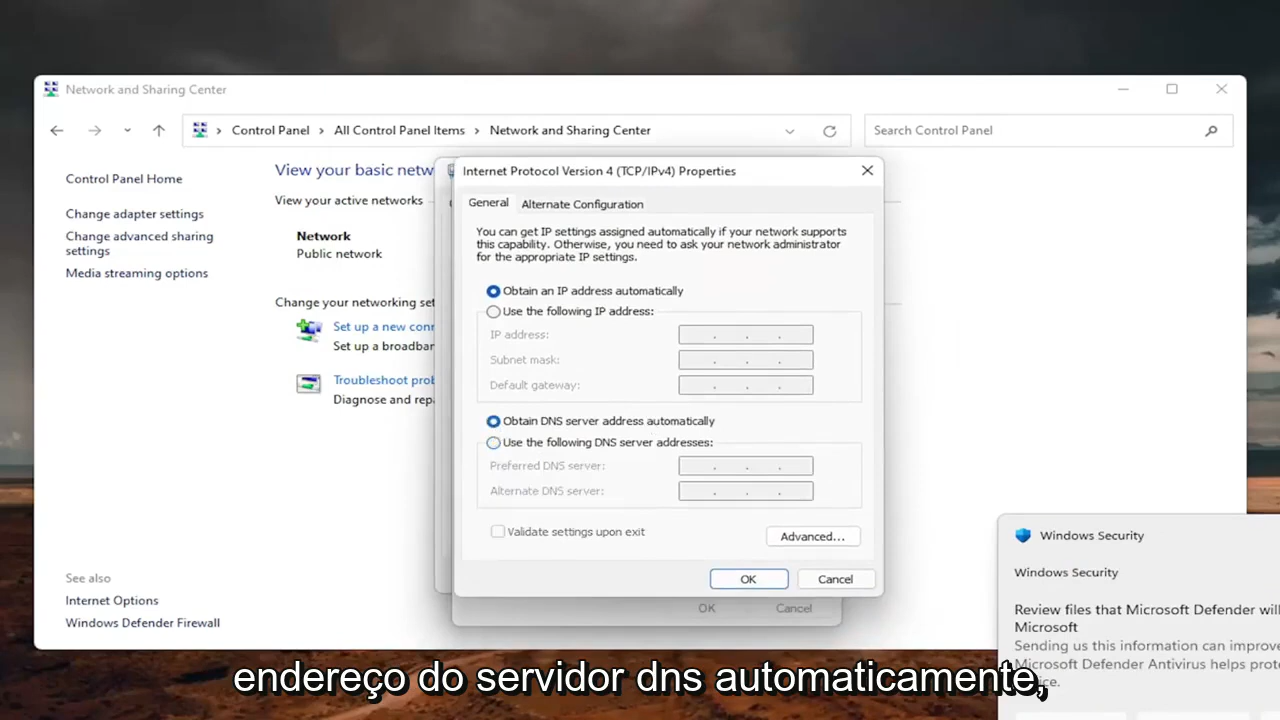 Network and Sharing Center
Control Panel > All Control Panel Items > Network and Sharing Center
Search Control Panel
Control Panel Home
Change adapter settings
Change advanced sharing
settings
Media streaming options
See also
Internet Options
Windows Defender Firewall
View your basic netw
View your active networks
Network
Public network
Change your networking set
Set up a new conn
Set up a broadbar
Troubleshoot prob
Diagnose and repa
Internet Protocol Version 4 (TCP/IPv4) Properties
General
Alternate Configuration
You can get IP settings assigned automatically if your network supports
this capability. Otherwise, you need to ask your network administrator
for the appropriate IP settings.
Obtain an IP address automatically
Use the following IP address:
IP address:
Subnet mask:
Default gateway:
Obtain DNS server address automatically
Use the following DNS server addresses:
Preferred DNS server:
Alternate DNS server:
Validate settings upon exit
Advanced...
OK
Cancel
OK
Cancel
Windows Security
Windows Security
Review files that Microsoft Defender will
Microsoft
Sending us this information can improve
Microsoft Defender Antivirus helps prote
ice.
endereço do servidor dns automaticamente,